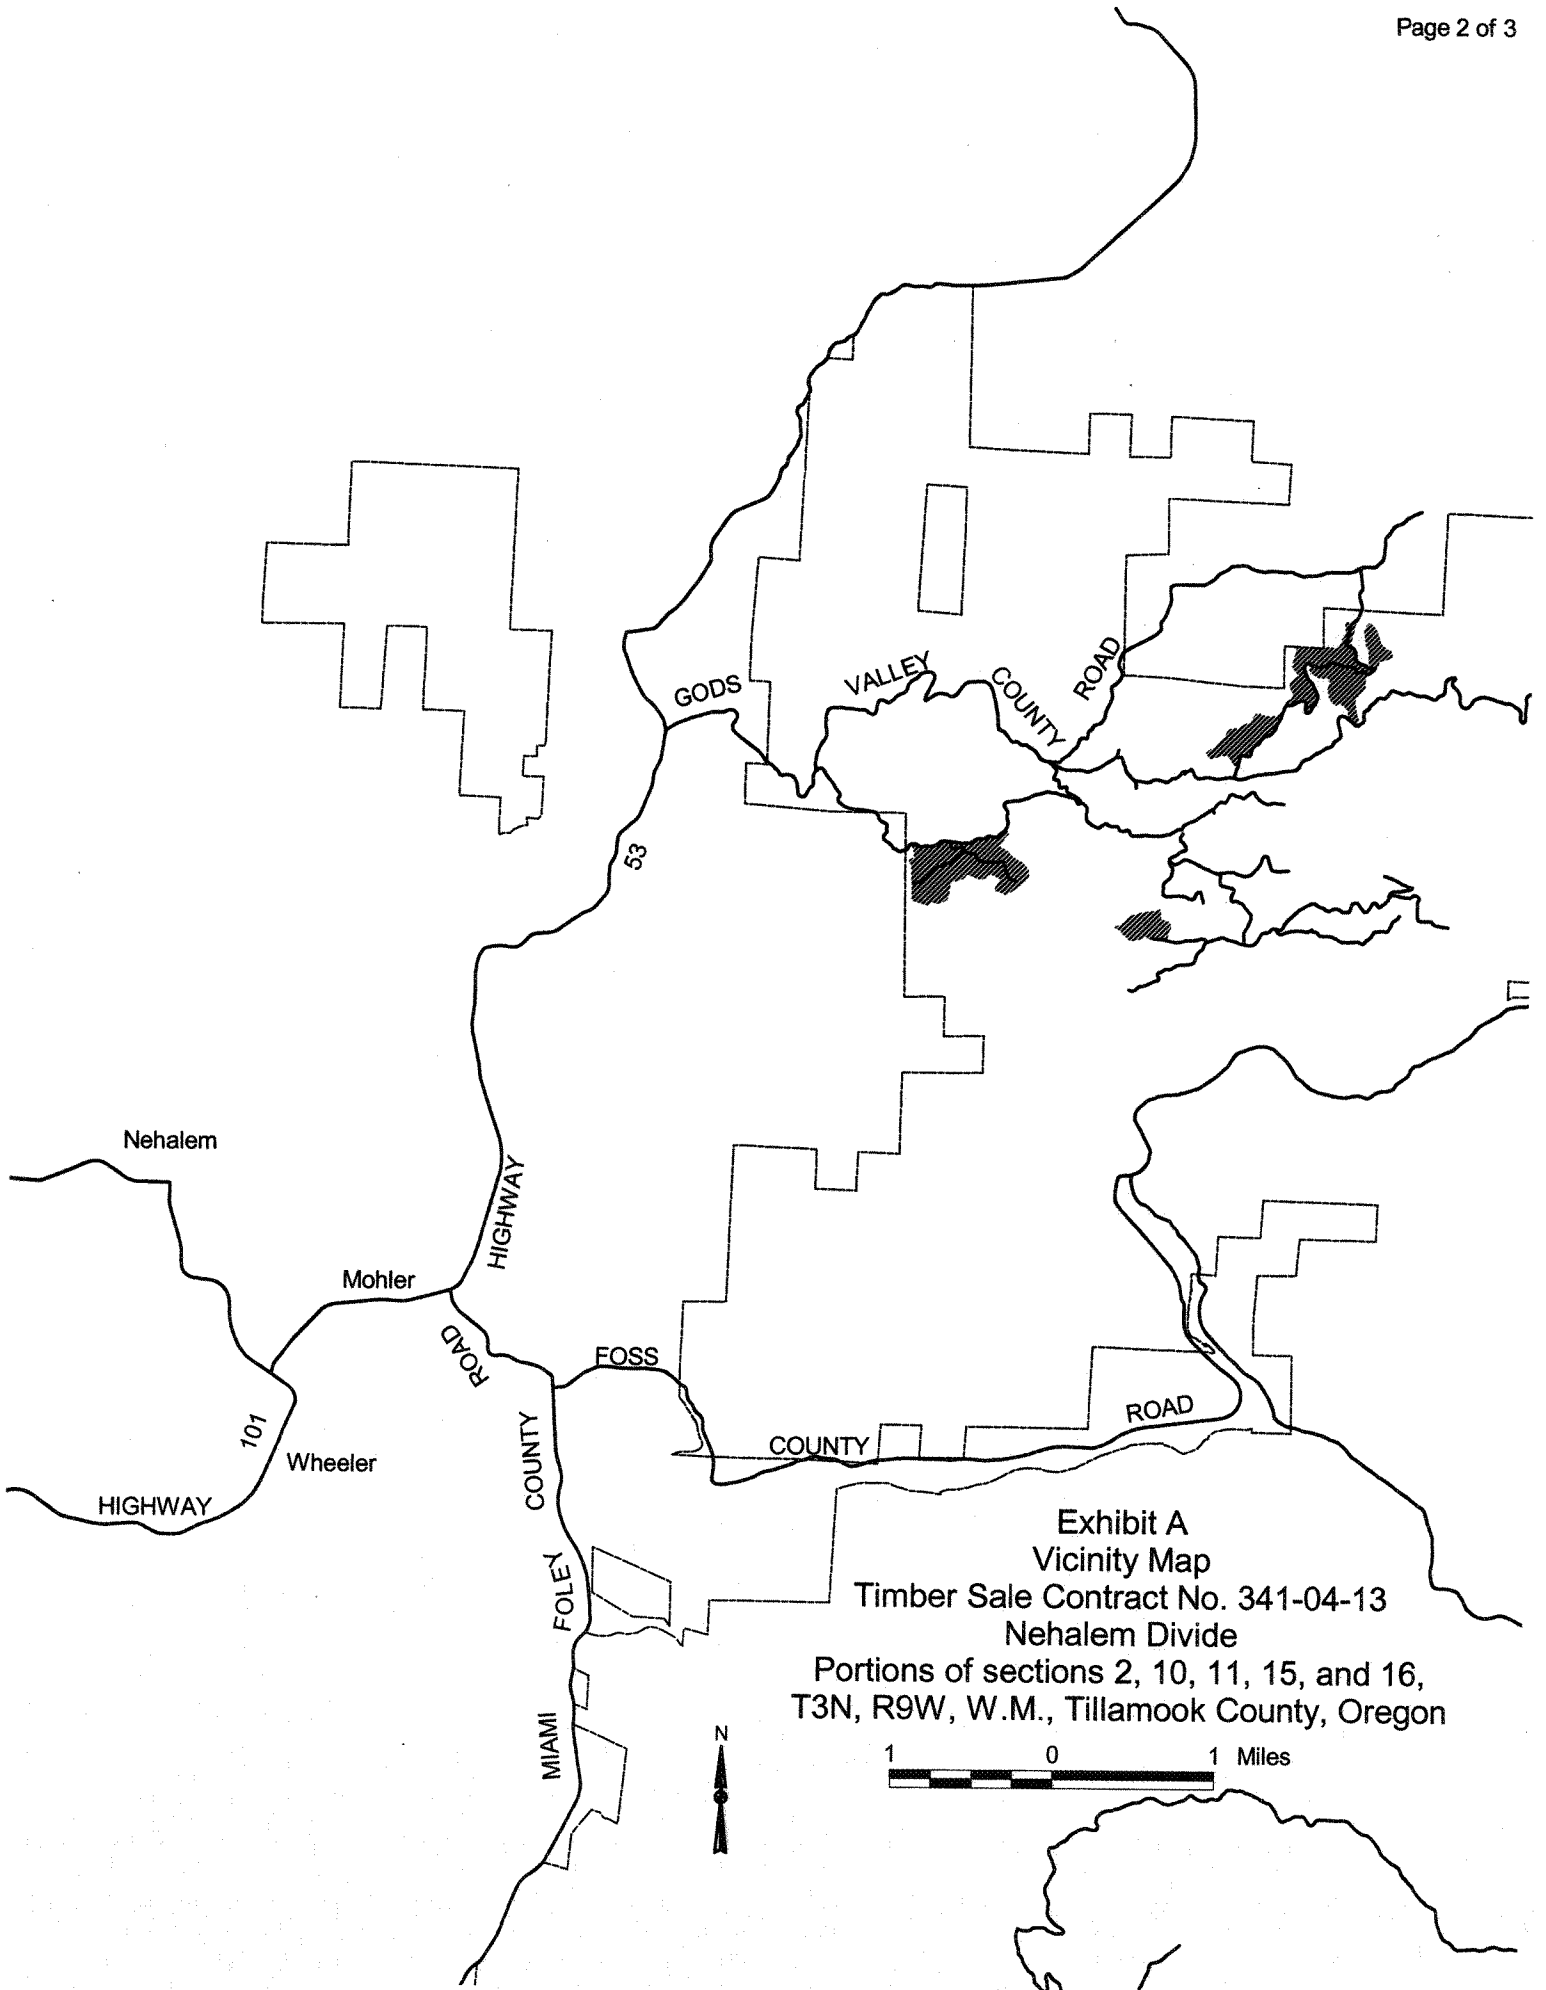 Page 2 of 3
GODS VALLEY COUNTY ROAD
53
HIGHWAY
Nehalem
Mohler
ROAD
FOSS
COUNTY
ROAD
101
Wheeler
HIGHWAY
COUNTY
FOLEY
MIAMI
Exhibit A
Vicinity Map
Timber Sale Contract No. 341-04-13
Nehalem Divide
Portions of sections 2, 10, 11, 15, and 16,
T3N, R9W, W.M., Tillamook County, Oregon
N
1 0 1 Miles